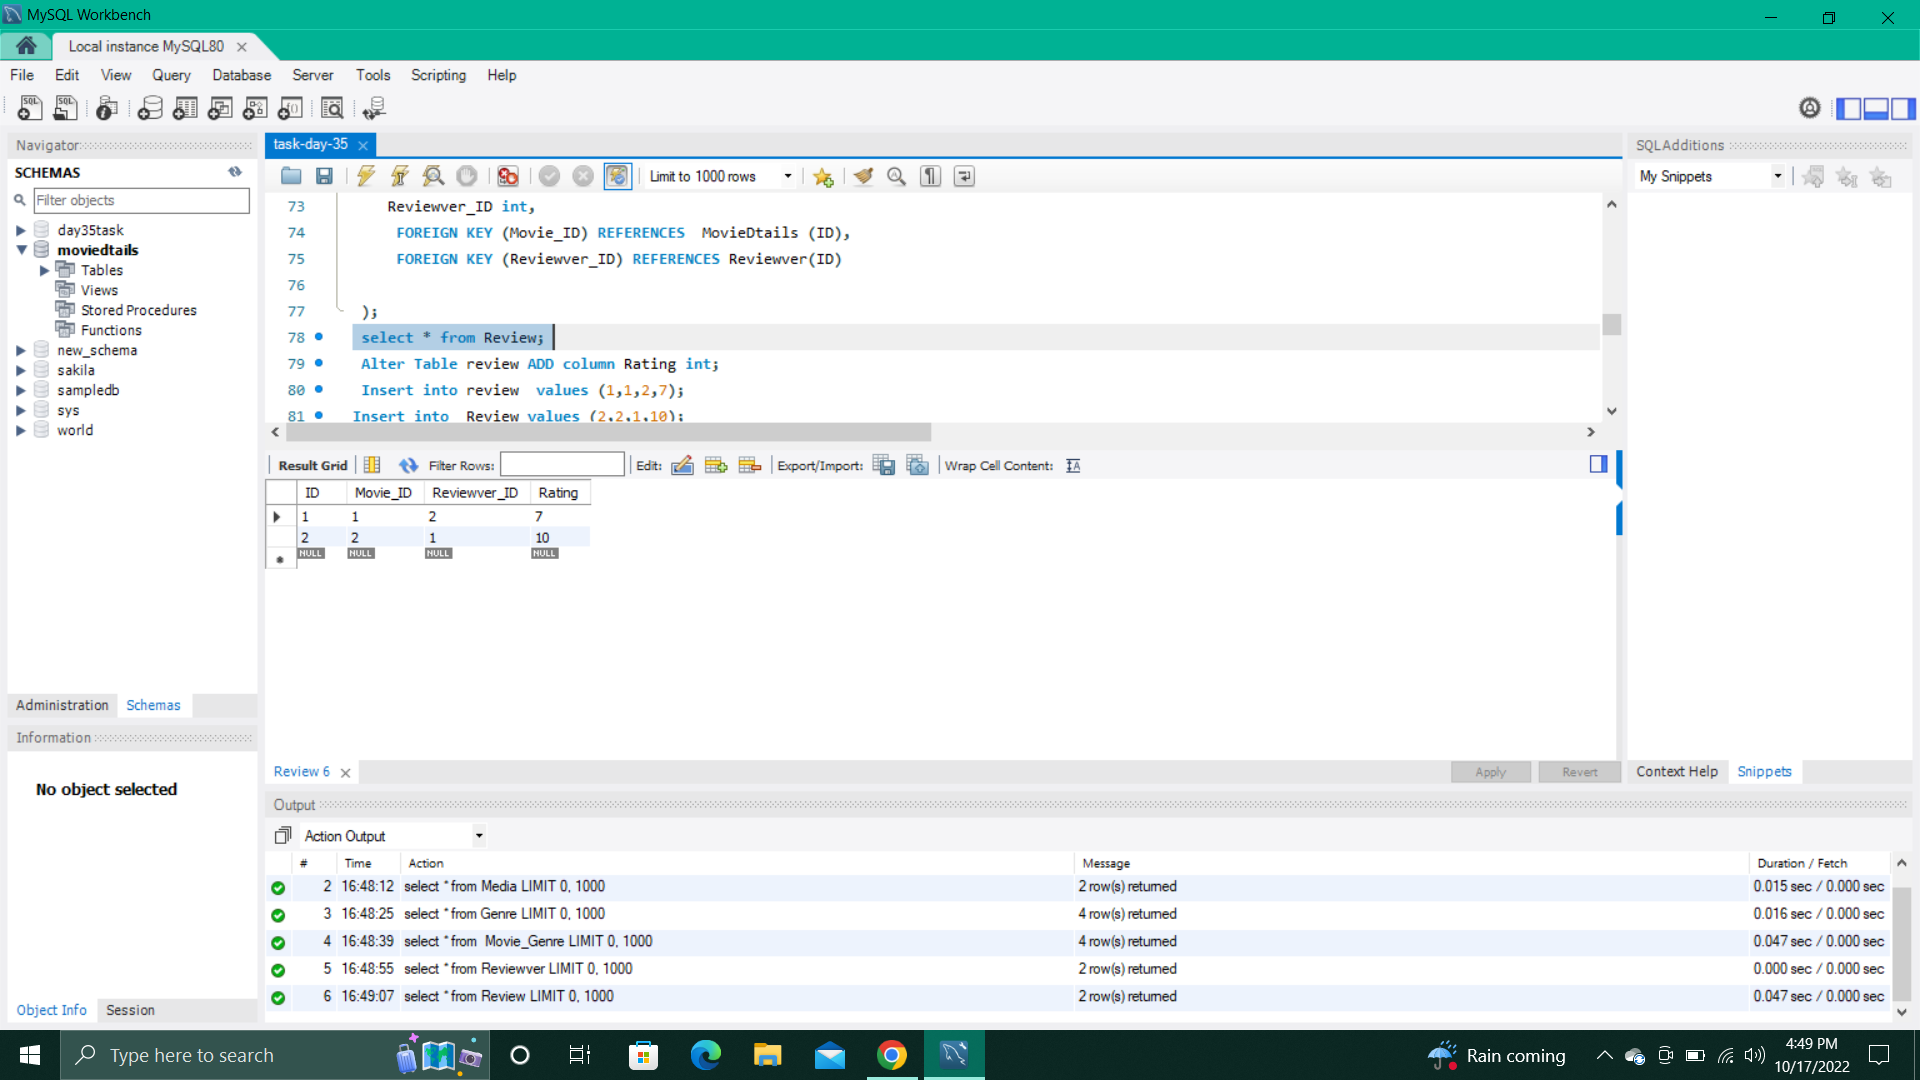 MySQL Workbench
Local instance MySQL80
File Edit View Query Database Server Tools Scripting Help
Navigator
SCHEMAS
Filter objects
day35task
moviedtails
Tables
Views
Stored Procedures
Functions
new_schema
sakila
sampledb
sys
world
Administration Schemas
Information
No object selected
Object Info Session
task-day-35
Limit to 1000 rows
73 Reviewver_ID int,
74 FOREIGN KEY (Movie_ID) REFERENCES MovieDtails (ID),
75 FOREIGN KEY (Reviewver_ID) REFERENCES Reviewver(ID)
76
77 );
78 select * from Review;
79 Alter Table review ADD column Rating int;
80 Insert into review values (1,1,2,7);
81 Insert into Review values (2,2,1,10);
Result Grid Filter Rows: Edit: Export/Import: Wrap Cell Content:
ID Movie_ID Reviewver_ID Rating
1 1 2 7
2 2 1 10
NULL NULL NULL NULL
Review 6
Apply Revert
SQLAdditions
My Snippets
Context Help Snippets
Output
Action Output
# Time Action Message Duration / Fetch
2 16:48:12 select * from Media LIMIT 0, 1000 2 row(s) returned 0.015 sec / 0.000 sec
3 16:48:25 select * from Genre LIMIT 0, 1000 4 row(s) returned 0.016 sec / 0.000 sec
4 16:48:39 select * from Movie_Genre LIMIT 0, 1000 4 row(s) returned 0.047 sec / 0.000 sec
5 16:48:55 select * from Reviewver LIMIT 0, 1000 2 row(s) returned 0.000 sec / 0.000 sec
6 16:49:07 select * from Review LIMIT 0, 1000 2 row(s) returned 0.047 sec / 0.000 sec
Type here to search
Rain coming
4:49 PM
10/17/2022